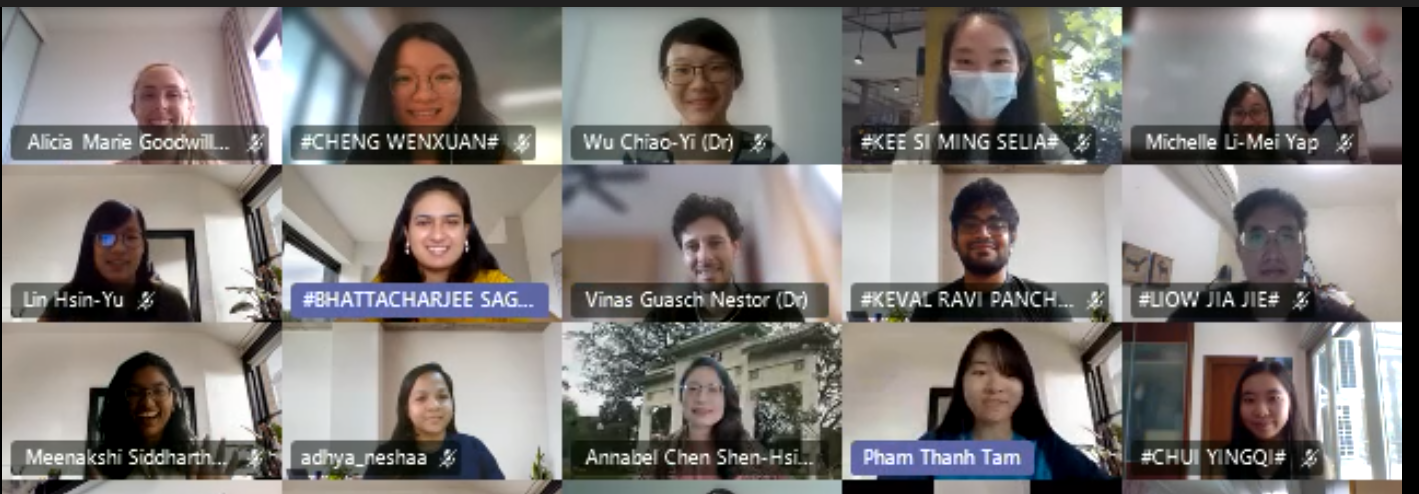 Alicia Marie Goodwill...
#CHENG WENXUAN#
Wu Chiao-Yi (Dr)
#KEE SI MING SELIA#
Michelle Li-Mei Yap
Lin Hsin-Yu
#BHATTACHARJEE SAG...
Vinas Guasch Nestor (Dr)
#KEVAL RAVI PANCH...
#LIOW JIA JIE#
Meenakshi Siddharth...
adhya_neshaa
Annabel Chen Shen-Hsi...
Pham Thanh Tam
#CHUI YINGQI#